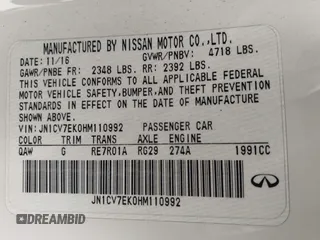 MANUFACTURED BY NISSAN MOTOR CO.,LTD.
DATE: 11/16 GVWR/PNBV: 4718 LBS.
GAWR/PNBE FR: 2348 LBS. RR: 2392 LBS.
THIS VEHICLE CONFORMS TO ALL APPLICABLE FEDERAL
MOTOR VEHICLE SAFETY,BUMPER,AND THEFT PREVENTION
STANDARDS IN EFFECT ON THE DATE OF MANUFACTURE
SHOWN ABOVE.
VIN:JN1CV7EK0HM110992 PASSENGER CAR
COLOR TRIM TRANS AXLE ENGINE
QAW G RE7R01A RG29 274A 1991CC
JN1CV7EK0HM110992
INFINITI
DREAMBID